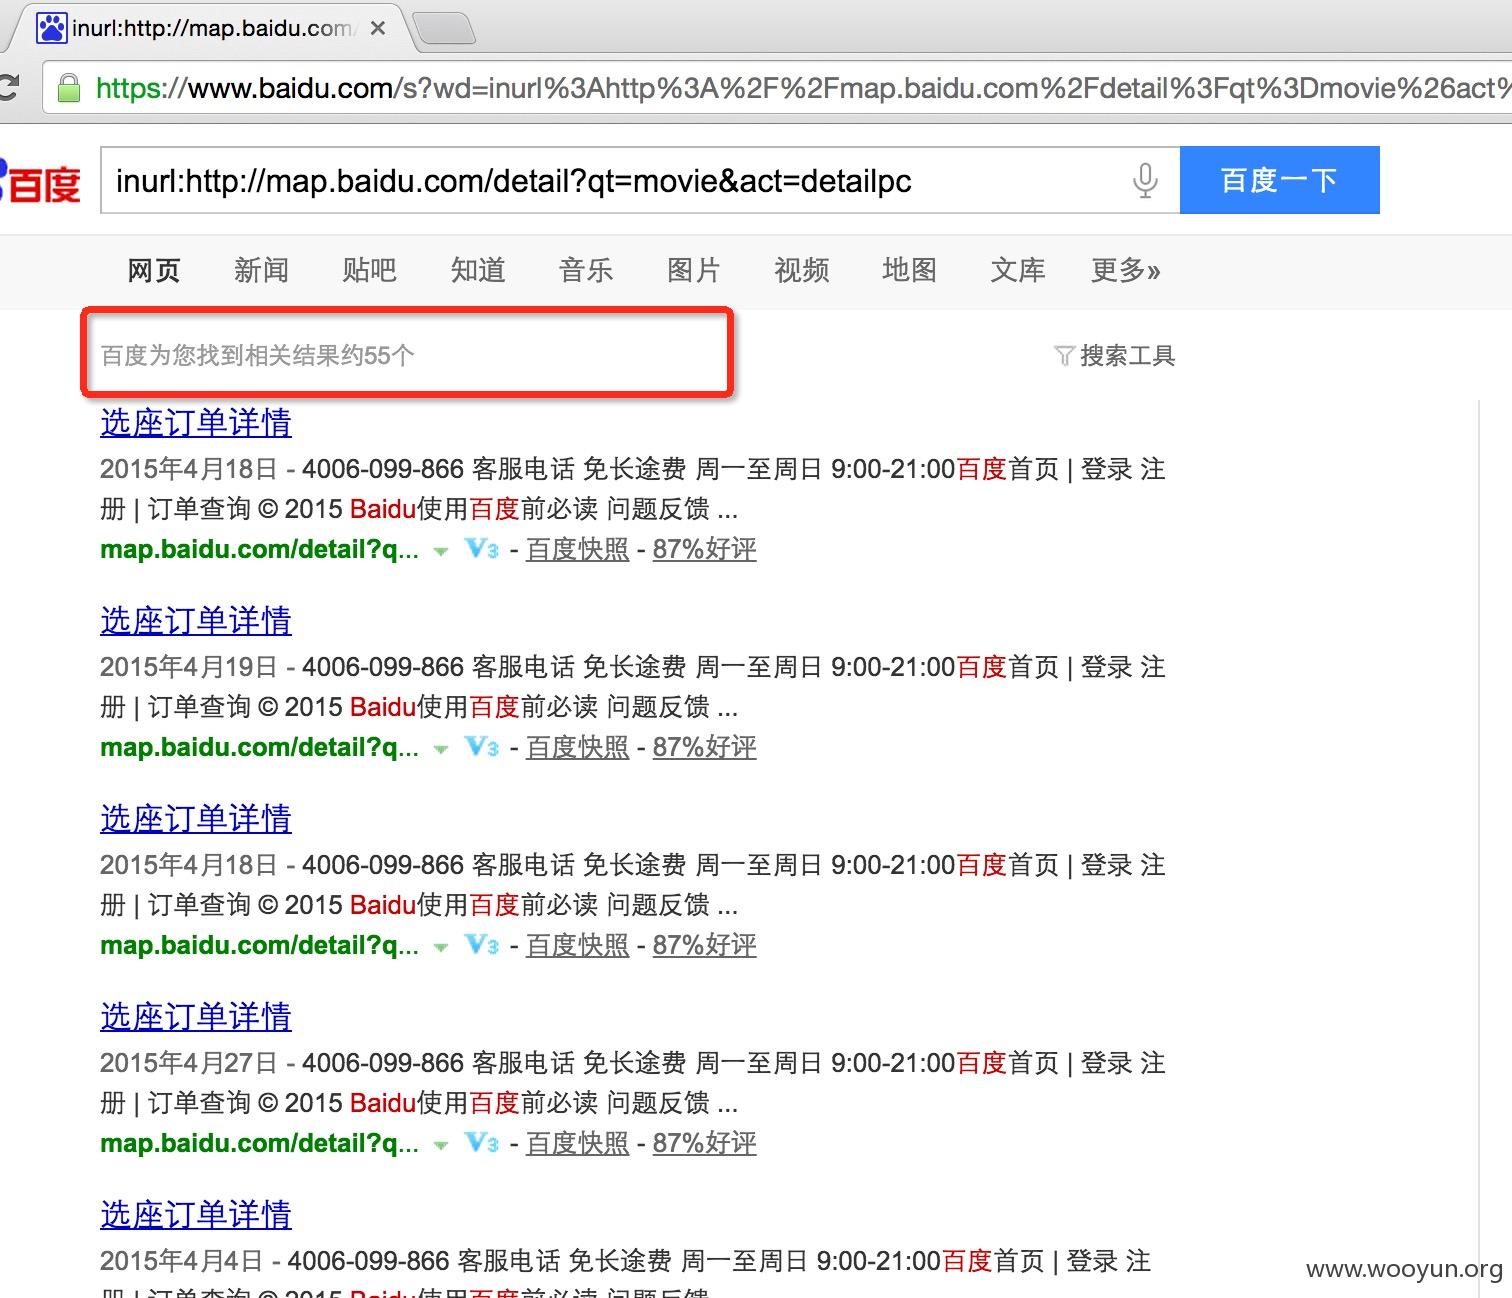 inurl:http://map.baidu.com/
https://www.baidu.com/s?wd=inurl%3Ahttp%3A%2F%2Fmap.baidu.com%2Fdetail%3Fqt%3Dmovie%26act%
百度 inurl:http://map.baidu.com/detail?qt=movie&act=detailpc 百度一下
网页 新闻 贴吧 知道 音乐 图片 视频 地图 文库 更多»
百度为您找到相关结果约55个 搜索工具
选座订单详情
2015年4月18日 - 4006-099-866 客服电话 免长途费 周一至周日 9:00-21:00百度首页 | 登录 注
册 | 订单查询 © 2015 Baidu使用百度前必读 问题反馈 ...
map.baidu.com/detail?q... V3 - 百度快照 - 87%好评
选座订单详情
2015年4月19日 - 4006-099-866 客服电话 免长途费 周一至周日 9:00-21:00百度首页 | 登录 注
册 | 订单查询 © 2015 Baidu使用百度前必读 问题反馈 ...
map.baidu.com/detail?q... V3 - 百度快照 - 87%好评
选座订单详情
2015年4月18日 - 4006-099-866 客服电话 免长途费 周一至周日 9:00-21:00百度首页 | 登录 注
册 | 订单查询 © 2015 Baidu使用百度前必读 问题反馈 ...
map.baidu.com/detail?q... V3 - 百度快照 - 87%好评
选座订单详情
2015年4月27日 - 4006-099-866 客服电话 免长途费 周一至周日 9:00-21:00百度首页 | 登录 注
册 | 订单查询 © 2015 Baidu使用百度前必读 问题反馈 ...
map.baidu.com/detail?q... V3 - 百度快照 - 87%好评
选座订单详情
2015年4月4日 - 4006-099-866 客服电话 免长途费 周一至周日 9:00-21:00百度首页 | 登录 注
www.wooyun.org